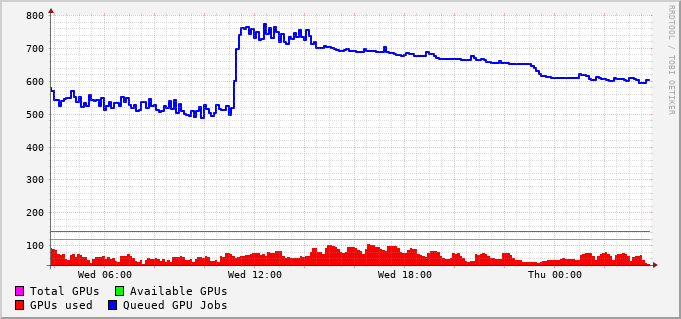 800
700
600
500
400
300
200
100
Wed 06:00 Wed 12:00 Wed 18:00 Thu 00:00
Total GPUs Available GPUs
GPUs used Queued GPU Jobs
RRDTOOL / TOBI OETIKER